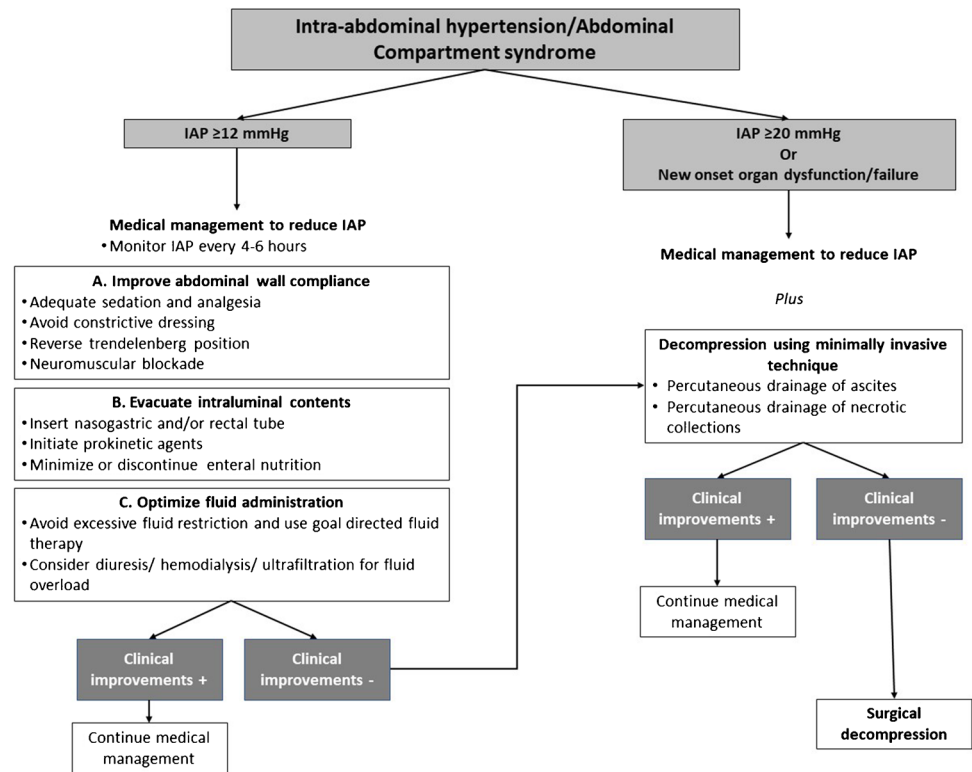 Intra-abdominal hypertension/Abdominal
Compartment syndrome
IAP ≥12 mmHg
Medical management to reduce IAP
• Monitor IAP every 4-6 hours
A. Improve abdominal wall compliance
• Adequate sedation and analgesia
• Avoid constrictive dressing
• Reverse trendelenberg position
• Neuromuscular blockade
B. Evacuate intraluminal contents
• Insert nasogastric and/or rectal tube
• Initiate prokinetic agents
• Minimize or discontinue enteral nutrition
C. Optimize fluid administration
• Avoid excessive fluid restriction and use goal directed fluid
therapy
• Consider diuresis/ hemodialysis/ ultrafiltration for fluid
overload
Clinical
improvements +
Clinical
improvements -
Continue medical
management
IAP ≥20 mmHg
Or
New onset organ dysfunction/failure
Medical management to reduce IAP
Plus
Decompression using minimally invasive
technique
• Percutaneous drainage of ascites
• Percutaneous drainage of necrotic
collections
Clinical
improvements +
Clinical
improvements -
Continue medical
management
Surgical
decompression